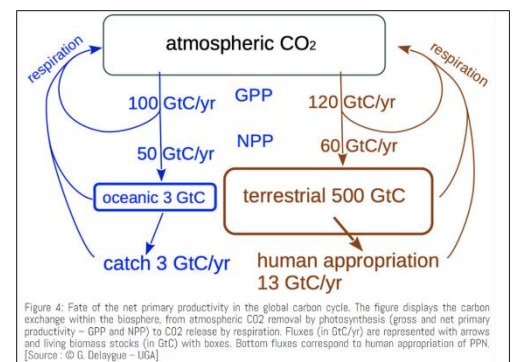 atmospheric CO₂
respiration
respiration
100 GtC/yr GPP 120 GtC/yr
50 GtC/yr NPP 60 GtC/yr
oceanic 3 GtC
terrestrial 500 GtC
catch 3 GtC/yr
human appropriation
13 GtC/yr
Figure 4: Fate of the net primary productivity in the global carbon cycle. The figure displays the carbon
exchange within the biosphere, from atmospheric CO2 removal by photosynthesis (gross and net primary
productivity – GPP and NPP) to CO2 release by respiration. Fluxes (in GtC/yr) are represented with arrows
and living biomass stocks (in GtC) with boxes. Bottom fluxes correspond to human appropriation of PPN.
[Source : © G. Delaygue – UGA]